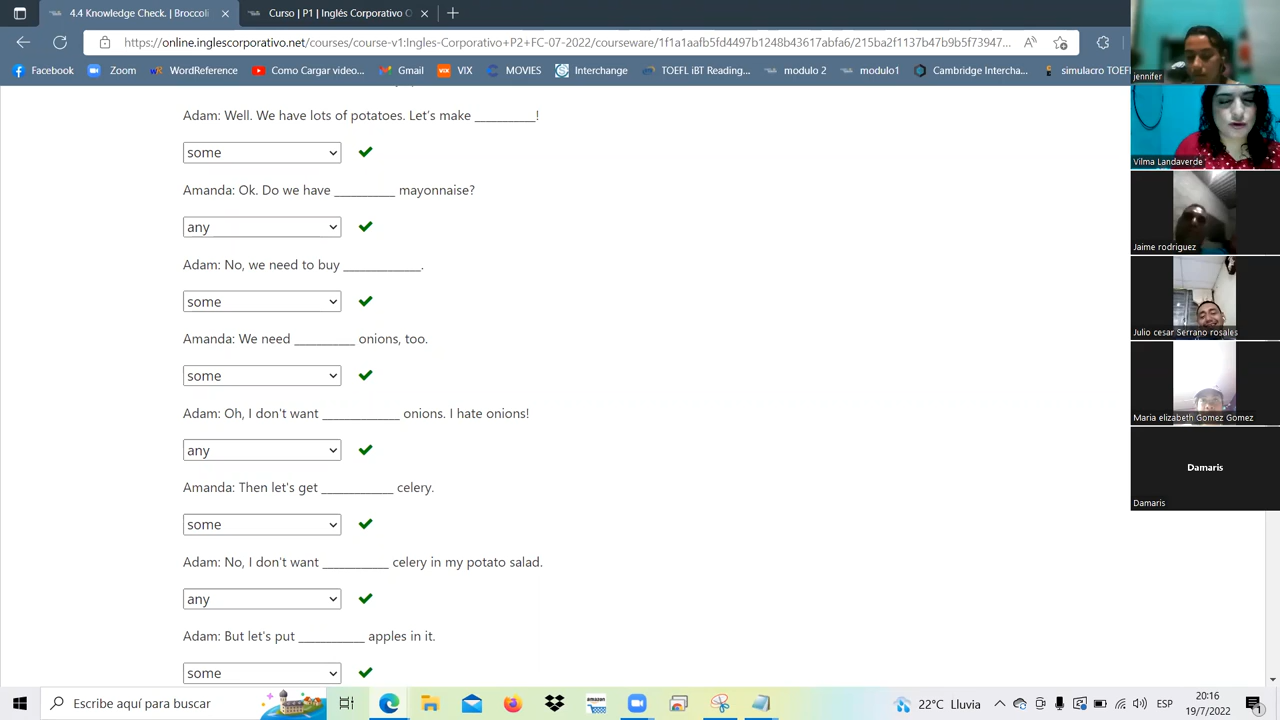 4.4 Knowledge Check. | Broccoli
Curso | P1 | Inglés Corporativo
https://online.inglescorporativo.net/courses/course-v1:Ingles-Corporativo+P2+FC-07-2022/courseware/1f1a1aafb5fd4497b1248b43617abfa6/215ba2f1137b47b9b5f73947...
Facebook Zoom WordReference Como Cargar video... Gmail VIX MOVIES Interchange TOEFL iBT Reading... modulo 2 modulo1 Cambridge Intercha... simulacro TOEFL
Adam: Well. We have lots of potatoes. Let's make __________!
some
Amanda: Ok. Do we have __________ mayonnaise?
any
Adam: No, we need to buy _____________.
some
Amanda: We need __________ onions, too.
some
Adam: Oh, I don't want _____________ onions. I hate onions!
any
Amanda: Then let's get ____________ celery.
some
Adam: No, I don't want ___________ celery in my potato salad.
any
Adam: But let's put ___________ apples in it.
some
jennifer
Vilma Landaverde
Jaime rodriguez
Julio cesar Serrano rosales
Maria elizabeth Gomez Gomez
Damaris
Damaris
Escribe aquí para buscar
22°C Lluvia
ESP
20:16
19/7/2022
1